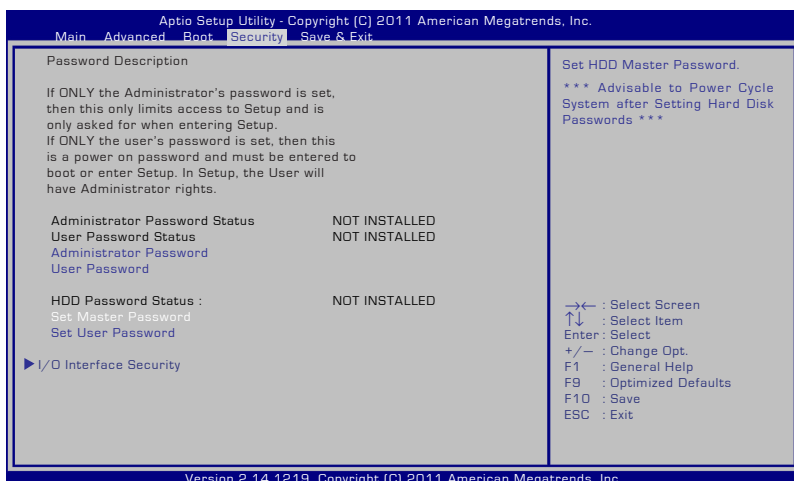 Aptio Setup Utility - Copyright (C) 2011 American Megatrends, Inc.
Main Advanced Boot Security Save & Exit
Password Description
If ONLY the Administrator's password is set,
then this only limits access to Setup and is
only asked for when entering Setup.
If ONLY the user's password is set, then this
is a power on password and must be entered to
boot or enter Setup. In Setup, the User will
have Administrator rights.
Administrator Password Status NOT INSTALLED
User Password Status NOT INSTALLED
Administrator Password
User Password
HDD Password Status : NOT INSTALLED
Set Master Password
Set User Password
▶ I/O Interface Security
Set HDD Master Password.
*** Advisable to Power Cycle
System after Setting Hard Disk
Passwords ***
→← : Select Screen
↑↓ : Select Item
Enter : Select
+/— : Change Opt.
F1 : General Help
F9 : Optimized Defaults
F10 : Save
ESC : Exit
Version 2.14.1219. Copyright (C) 2011 American Megatrends, Inc.